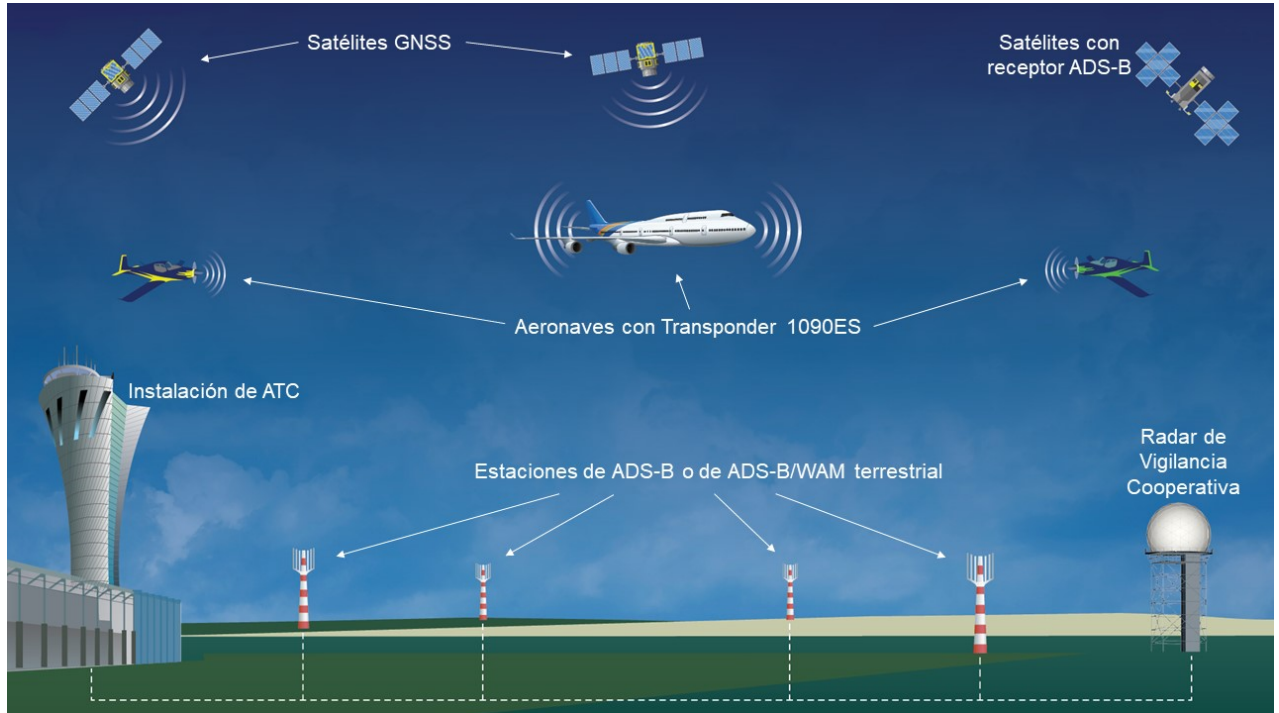 Satélites GNSS
Satélites con
receptor ADS-B
Aeronaves con Transponder 1090ES
Instalación de ATC
Estaciones de ADS-B o de ADS-B/WAM terrestrial
Radar de
Vigilancia
Cooperativa